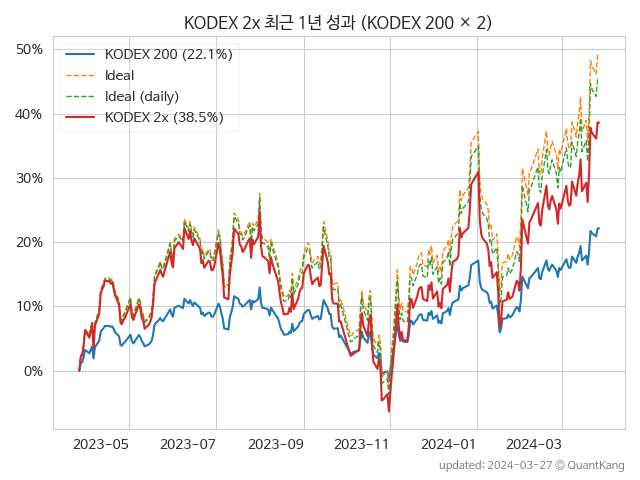 KODEX 2x 최근 1년 성과 (KODEX 200 × 2)
50%
40%
30%
20%
10%
0%
KODEX 200 (22.1%)
Ideal
Ideal (daily)
KODEX 2x (38.5%)
2023-05
2023-07
2023-09
2023-11
2024-01
2024-03
updated: 2024-03-27 © QuantKang